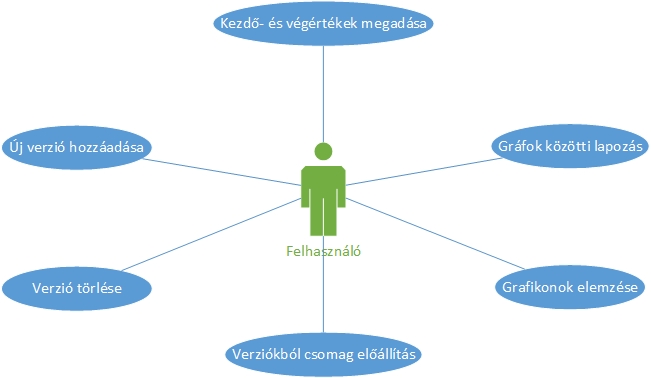 Kezdő- és végértékek megadása
Új verzió hozzáadása
Gráfok közötti lapozás
Felhasználó
Verzió törlése
Grafikonok elemzése
Verziókból csomag előállítás